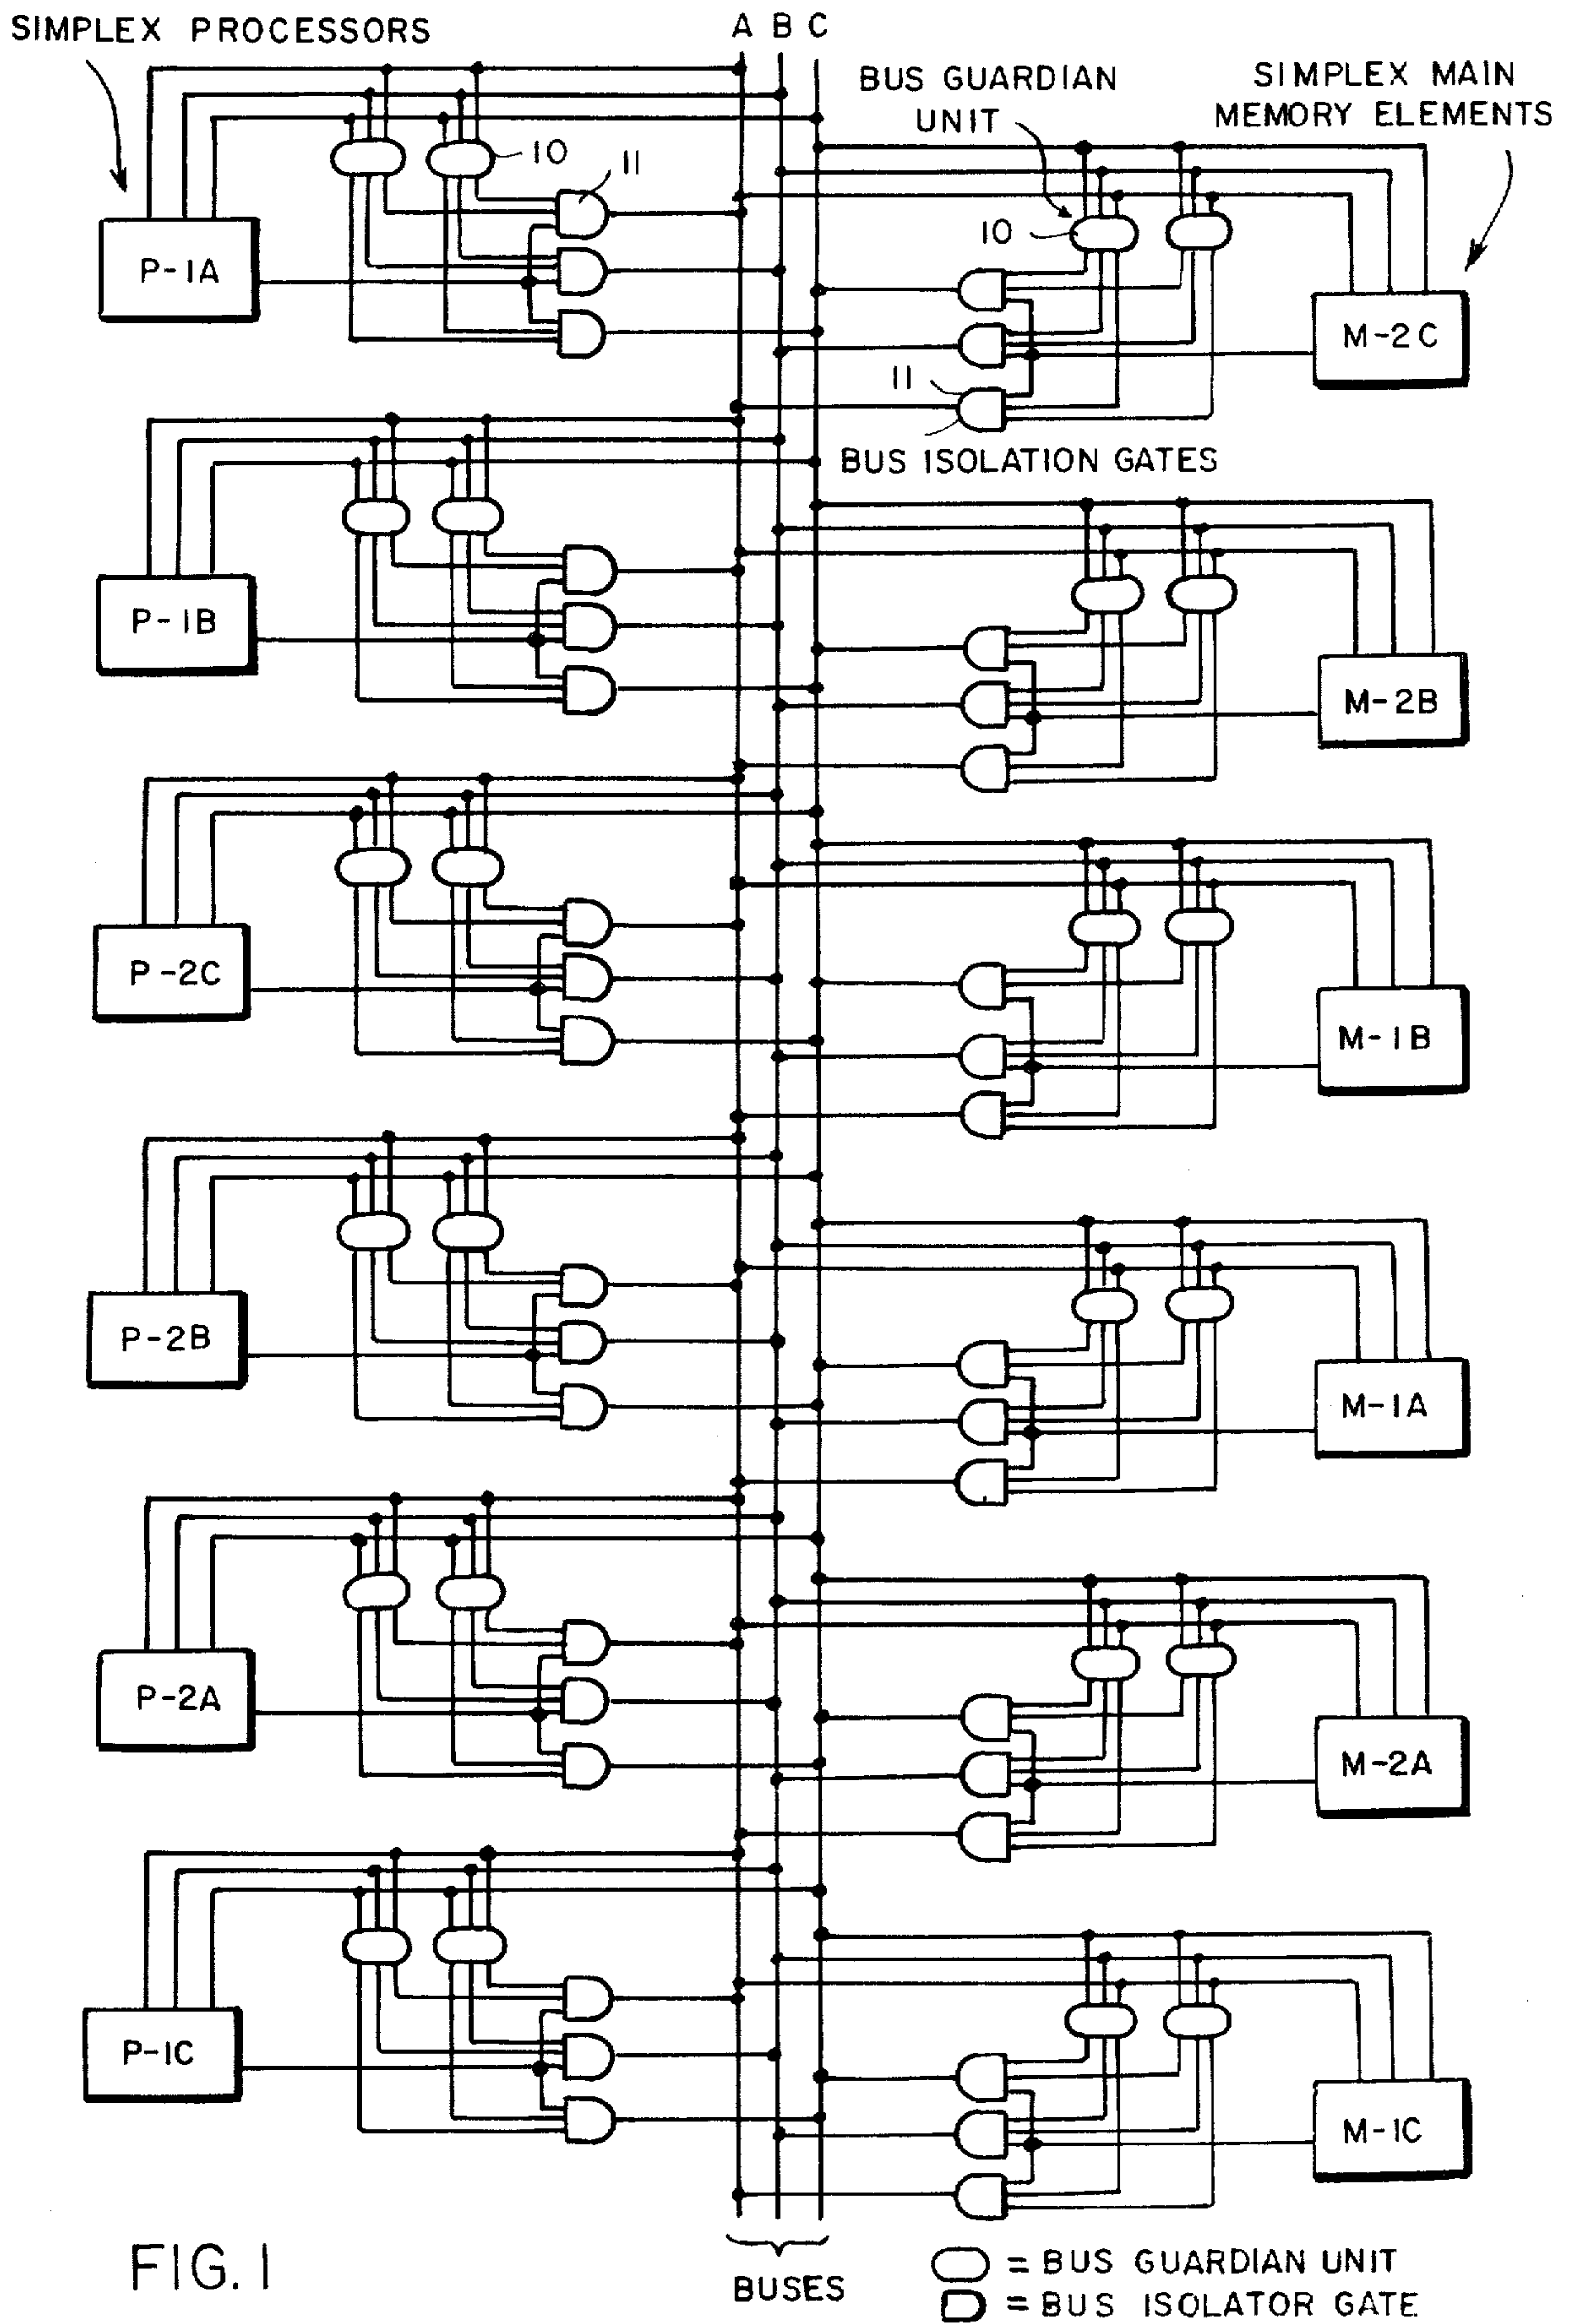 SIMPLEX PROCESSORS
A B C
BUS GUARDIAN
UNIT
SIMPLEX MAIN
MEMORY ELEMENTS
10
11
10
P-1A
M-2C
11
BUS ISOLATION GATES
P-1B
M-2B
P-2C
M-1B
P-2B
M-1A
P-2A
M-2A
P-1C
M-1C
FIG. 1
BUSES
= BUS GUARDIAN UNIT
= BUS ISOLATOR GATE